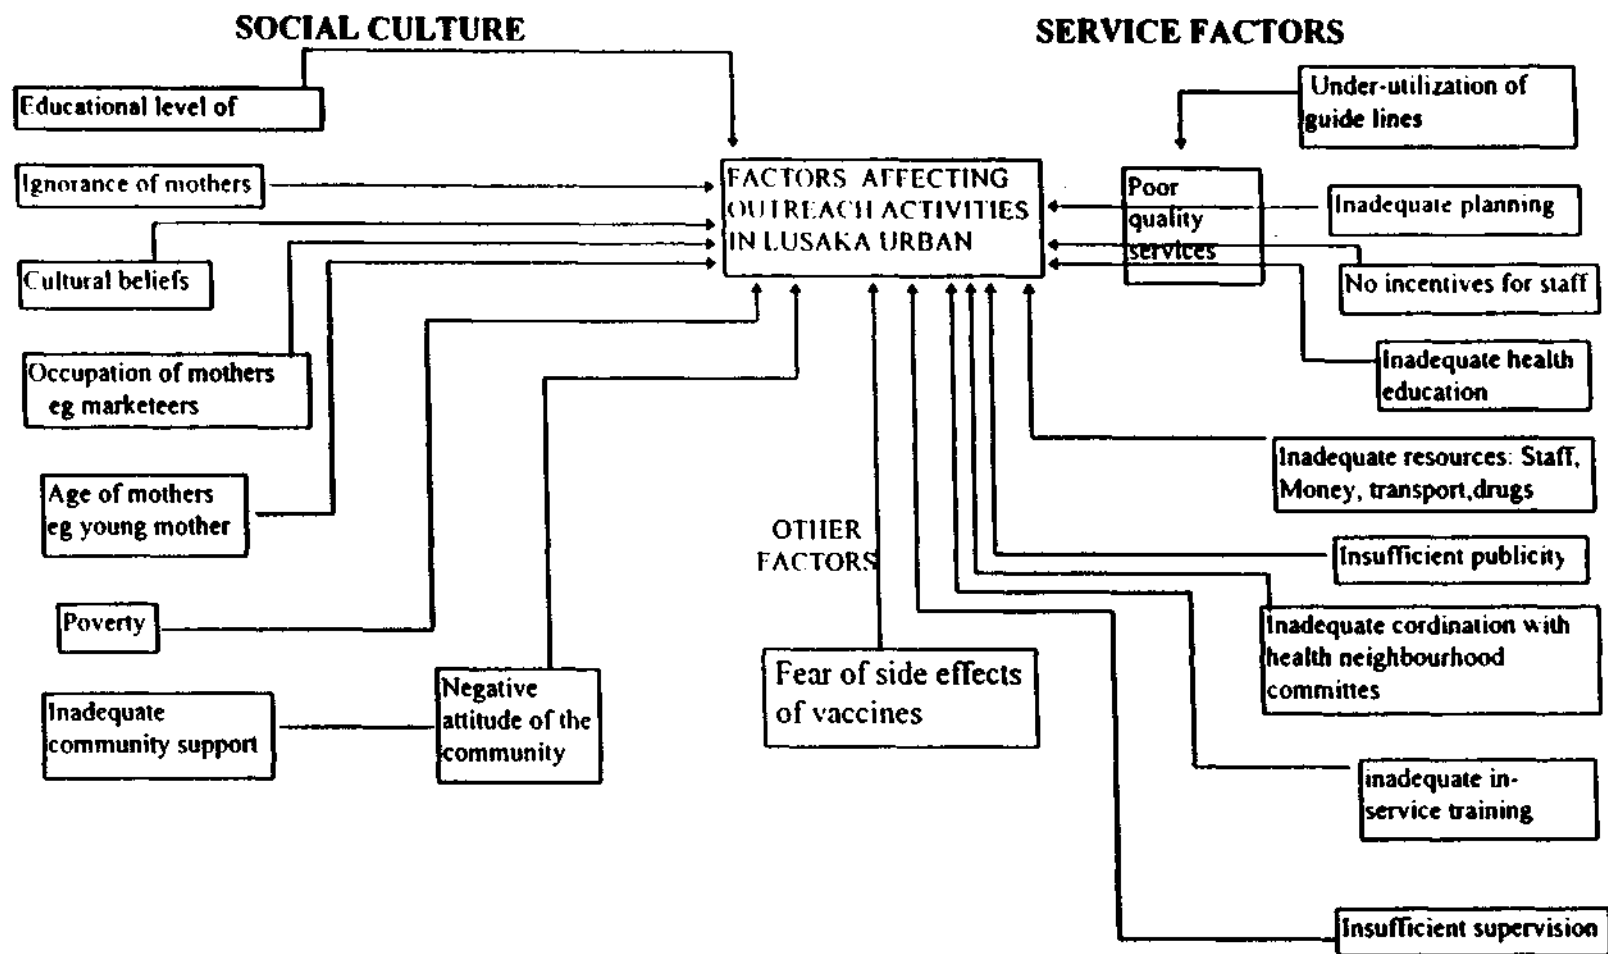 SOCIAL CULTURE
SERVICE FACTORS
Educational level of
Ignorance of mothers
Cultural beliefs
Occupation of mothers
eg marketeers
Age of mothers
eg young mother
Poverty
Inadequate
community support
Negative
attitude of the
community
FACTORS AFFECTING
OUTREACH ACTIVITIES
IN LUSAKA URBAN
OTHER
FACTORS
Fear of side effects
of vaccines
Under-utilization of
guide lines
Poor
quality
services
Inadequate planning
No incentives for staff
Inadequate health
education
Inadequate resources: Staff,
Money, transport,drugs
Insufficient publicity
Inadequate cordination with
health neighbourhood
committes
inadequate in-
service training
Insufficient supervision